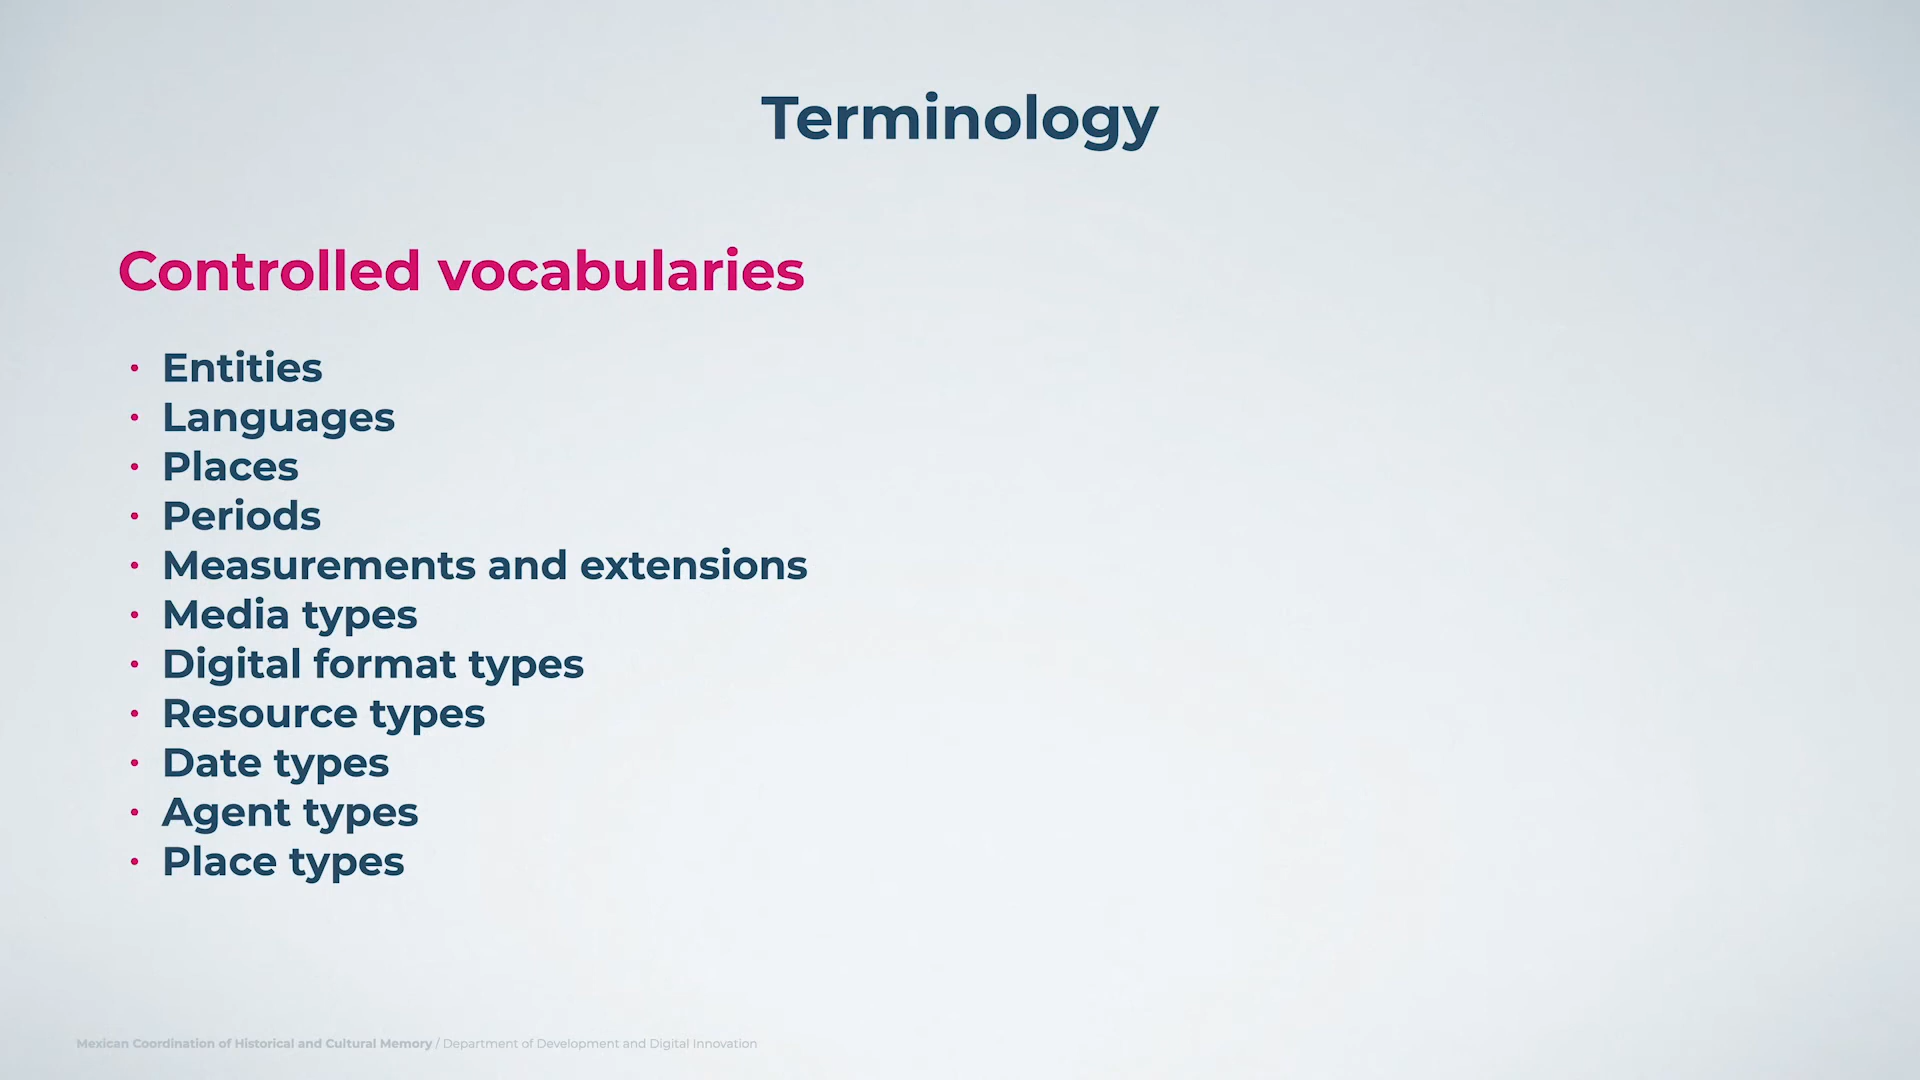 Terminology
Controlled vocabularies
• Entities
• Languages
• Places
• Periods
• Measurements and extensions
• Media types
• Digital format types
• Resource types
• Date types
• Agent types
• Place types
Mexican Coordination of Historical and Cultural Memory / Department of Development and Digital Innovation